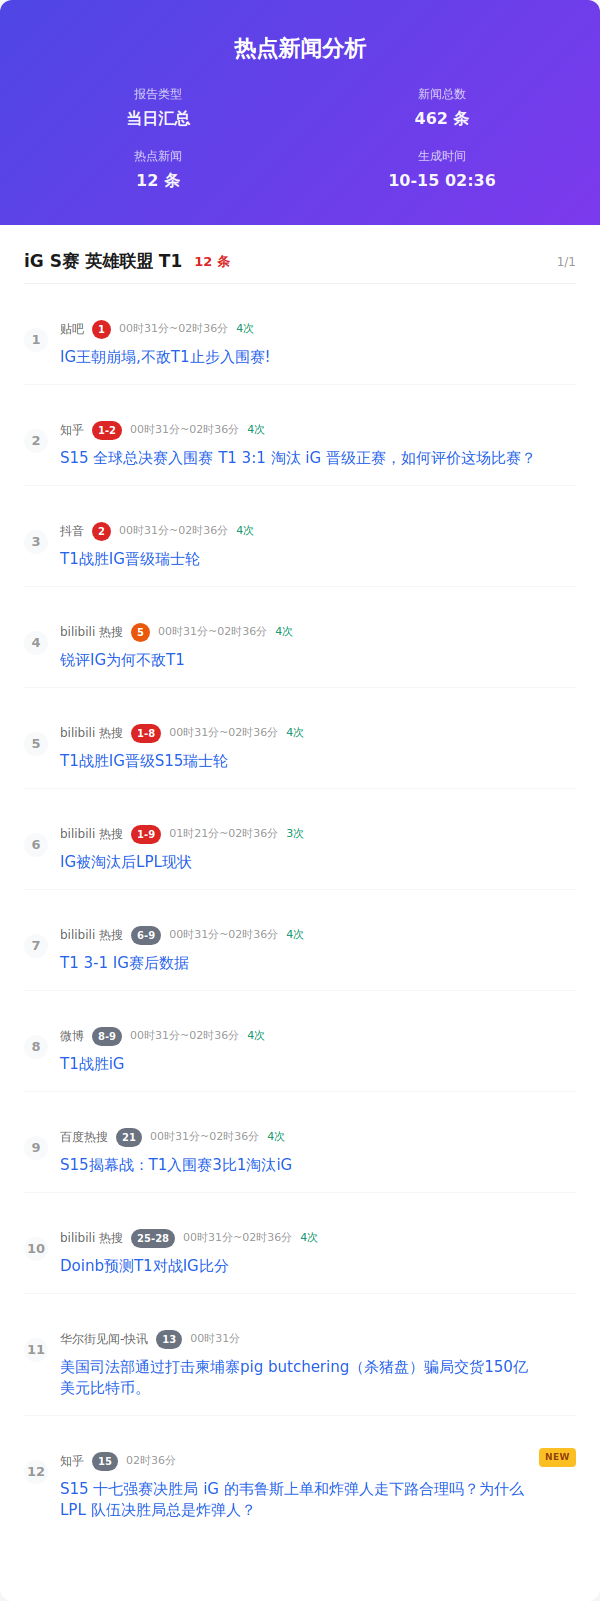 热点新闻分析
报告类型
新闻总数
当日汇总
462 条
热点新闻
生成时间
12 条
10-15 02:36
iG S赛 英雄联盟 T1 12 条 1/1
1 贴吧 1 00时31分~02时36分 4次
IG王朝崩塌,不敌T1止步入围赛!
2 知乎 1-2 00时31分~02时36分 4次
S15 全球总决赛入围赛 T1 3:1 淘汰 iG 晋级正赛，如何评价这场比赛？
3 抖音 2 00时31分~02时36分 4次
T1战胜IG晋级瑞士轮
4 bilibili 热搜 5 00时31分~02时36分 4次
锐评IG为何不敌T1
5 bilibili 热搜 1-8 00时31分~02时36分 4次
T1战胜IG晋级S15瑞士轮
6 bilibili 热搜 1-9 01时21分~02时36分 3次
IG被淘汰后LPL现状
7 bilibili 热搜 6-9 00时31分~02时36分 4次
T1 3-1 IG赛后数据
8 微博 8-9 00时31分~02时36分 4次
T1战胜iG
9 百度热搜 21 00时31分~02时36分 4次
S15揭幕战：T1入围赛3比1淘汰iG
10 bilibili 热搜 25-28 00时31分~02时36分 4次
Doinb预测T1对战IG比分
11 华尔街见闻-快讯 13 00时31分
美国司法部通过打击柬埔寨pig butchering（杀猪盘）骗局交货150亿
美元比特币。
12 知乎 15 02时36分 NEW
S15 十七强赛决胜局 iG 的韦鲁斯上单和炸弹人走下路合理吗？为什么
LPL 队伍决胜局总是炸弹人？